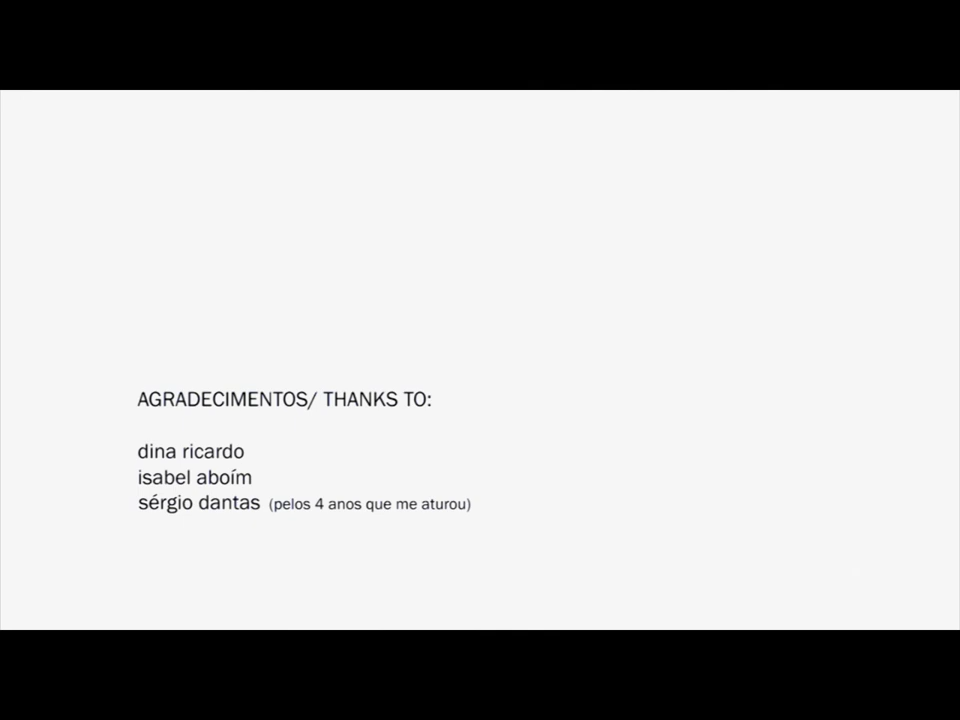 AGRADECIMENTOS/ THANKS TO:
dina ricardo
isabel aboím
sérgio dantas (pelos 4 anos que me aturou)